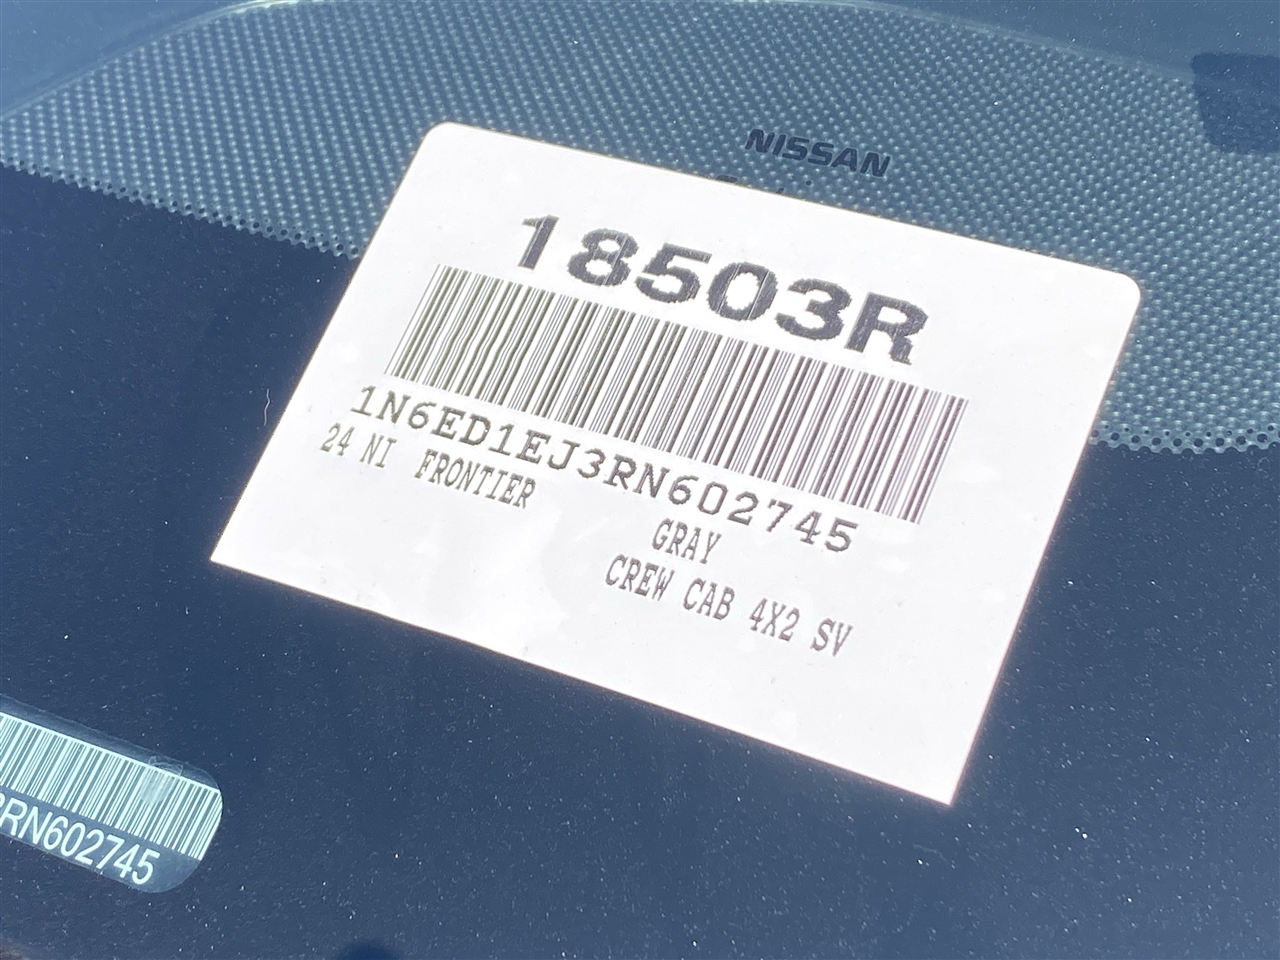 NISSAN
18503R
1N6ED1EJ3RN602745
24 NI FRONTIER
GRAY
CREW CAB 4X2 SV
RN602745